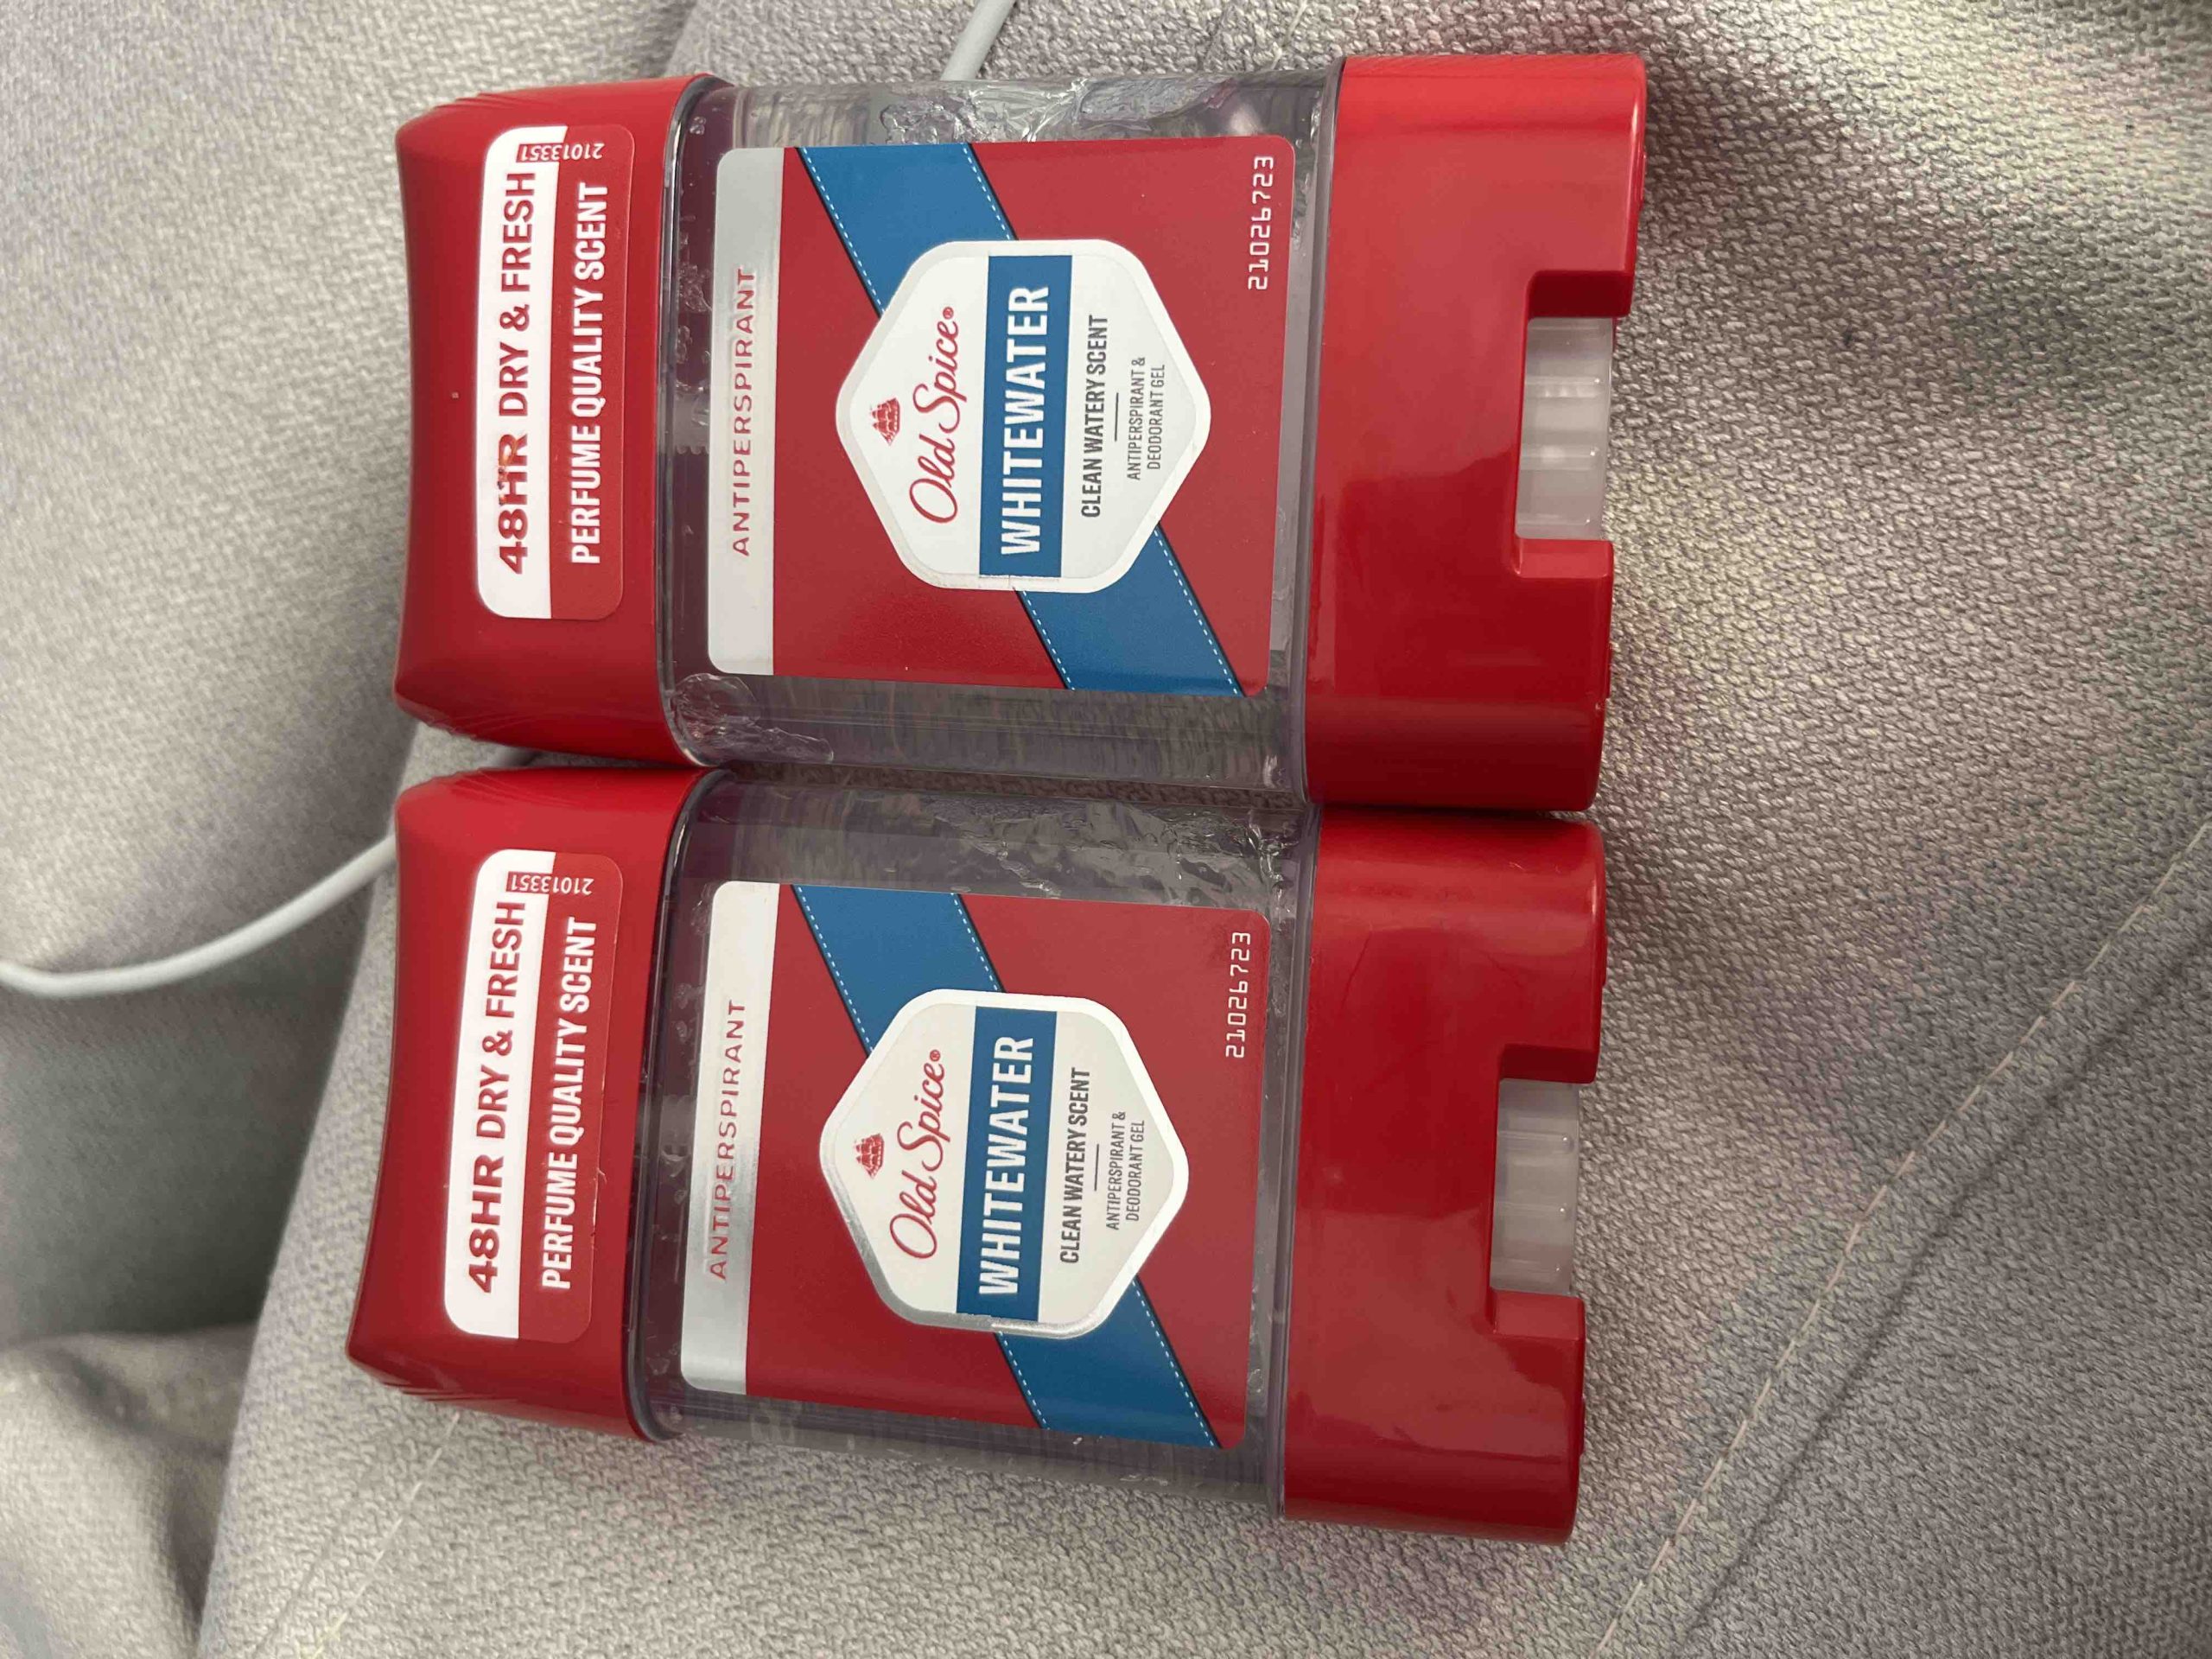 48HR DRY & FRESH
PERFUME QUALITY SCENT
21013351
ANTIPERSPIRANT
Old Spice®
WHITEWATER
CLEAN WATERY SCENT
ANTIPERSPIRANT &
DEODORANT GEL
21026723
48HR DRY & FRESH
PERFUME QUALITY SCENT
21013351
ANTIPERSPIRANT
Old Spice®
WHITEWATER
CLEAN WATERY SCENT
ANTIPERSPIRANT &
DEODORANT GEL
21026723